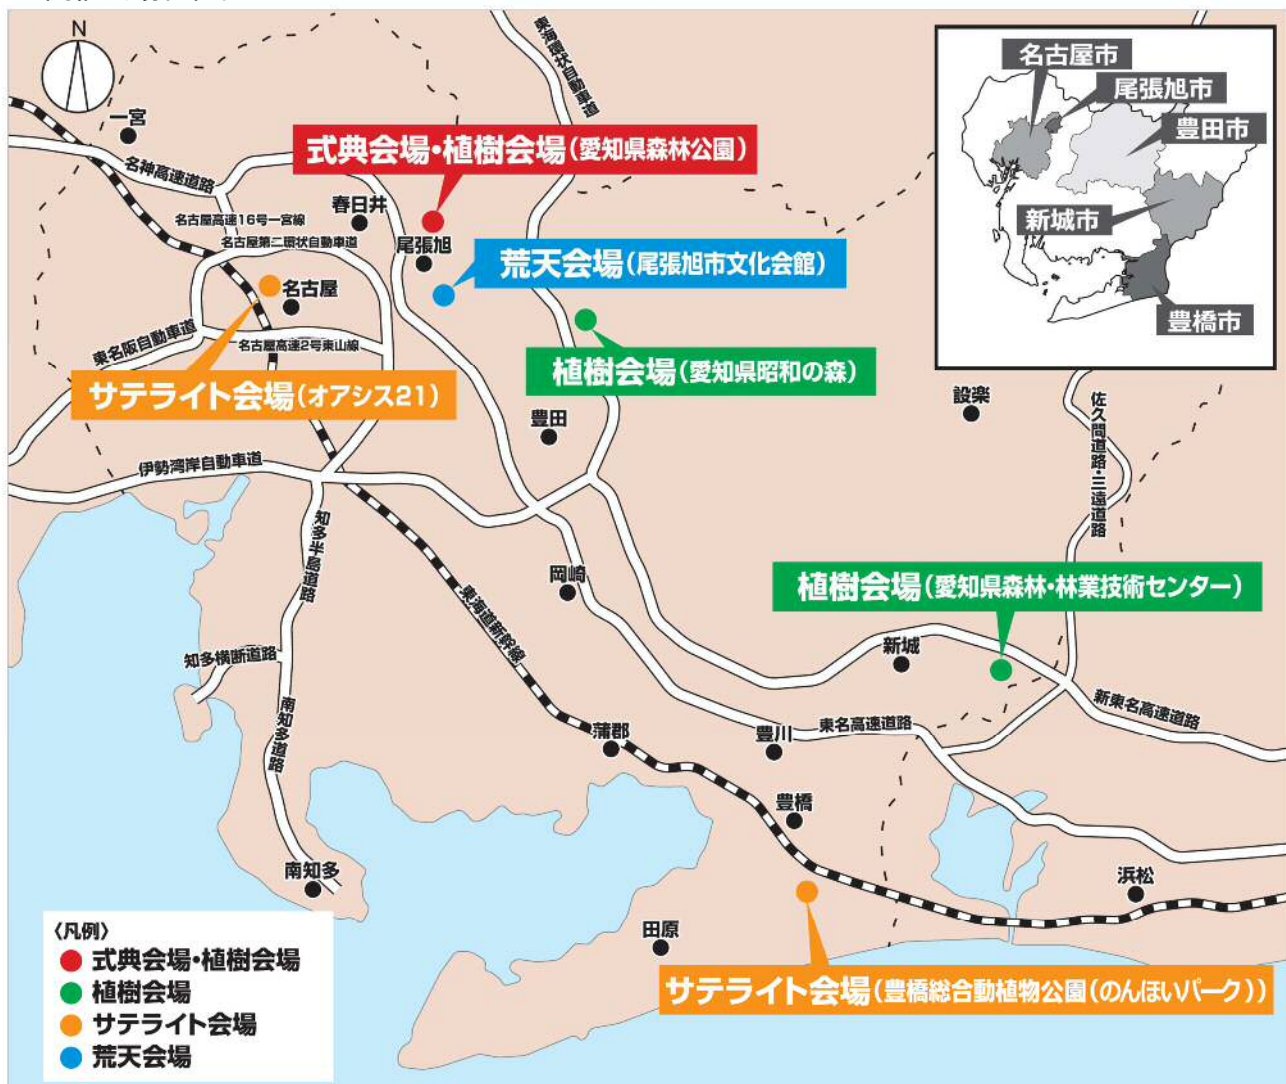 N
一宮
名神高速道路
東海環状自動車道
式典会場・植樹会場(愛知県森林公園)
名古屋高速16号一宮線
春日井
名古屋第二環状自動車道
尾張旭
荒天会場(尾張旭市文化会館)
名古屋
東名阪自動車道
名古屋高速2号東山線
植樹会場(愛知県昭和の森)
サテライト会場(オアシス21)
豊田
設楽
佐久間道路・三遠道路
伊勢湾岸自動車道
知多半島道路
岡崎
植樹会場(愛知県森林・林業技術センター)
東海道新幹線
新城
知多横断道路
南知多道路
新東名高速道路
蒲郡
豊川
東名高速道路
豊橋
南知多
浜松
田原
サテライト会場(豊橋総合動植物公園(のんほいパーク))
名古屋市
尾張旭市
豊田市
新城市
豊橋市
〈凡例〉
式典会場・植樹会場
植樹会場
サテライト会場
荒天会場